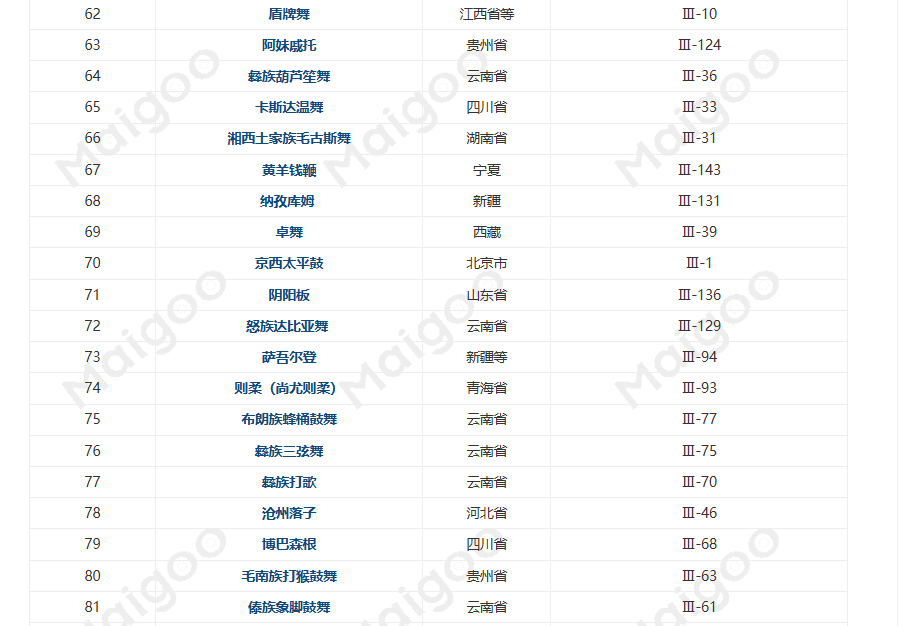 62 盾牌舞 江西省等 Ⅲ-10
63 阿妹戚托 贵州省 Ⅲ-124
64 彝族葫芦笙舞 云南省 Ⅲ-36
65 卡斯达温舞 四川省 Ⅲ-33
66 湘西土家族毛古斯舞 湖南省 Ⅲ-31
67 黄羊钱鞭 宁夏 Ⅲ-143
68 纳孜库姆 新疆 Ⅲ-131
69 卓舞 西藏 Ⅲ-39
70 京西太平鼓 北京市 Ⅲ-1
71 阴阳板 山东省 Ⅲ-136
72 怒族达比亚舞 云南省 Ⅲ-129
73 萨吾尔登 新疆等 Ⅲ-94
74 则柔（尚尤则柔） 青海省 Ⅲ-93
75 布朗族蜂桶鼓舞 云南省 Ⅲ-77
76 彝族三弦舞 云南省 Ⅲ-75
77 彝族打歌 云南省 Ⅲ-70
78 沧州落子 河北省 Ⅲ-46
79 博巴森根 四川省 Ⅲ-68
80 毛南族打猴鼓舞 贵州省 Ⅲ-63
81 傣族象脚鼓舞 云南省 Ⅲ-61
Maigoo
Maigoo
Maigoo
Maigoo
Maigoo
Maigoo
Maigoo
Maigoo
Maigoo